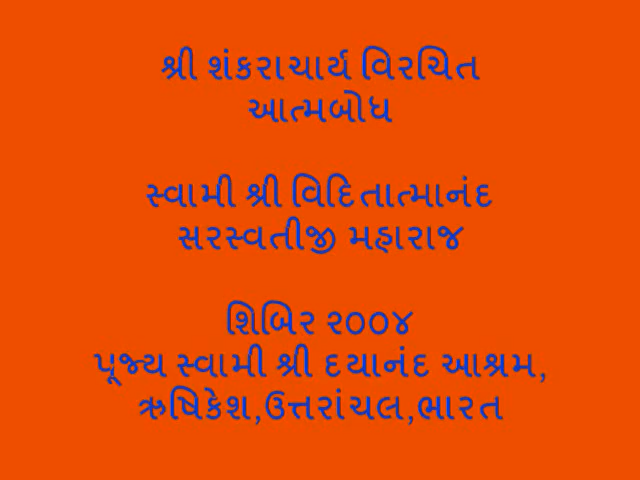 શ્રી શંકરાચાર્ય વિરચિત
આત્મબોધ
સ્વામી શ્રી વિદિતાત્માનંદ
સરસ્વતીજી મહારાજ
શિબિર ૨૦૦૪
પૂજ્ય સ્વામી શ્રી દયાનંદ આશ્રમ,
ઋષિકેશ,ઉત્તરાંચલ,ભારત